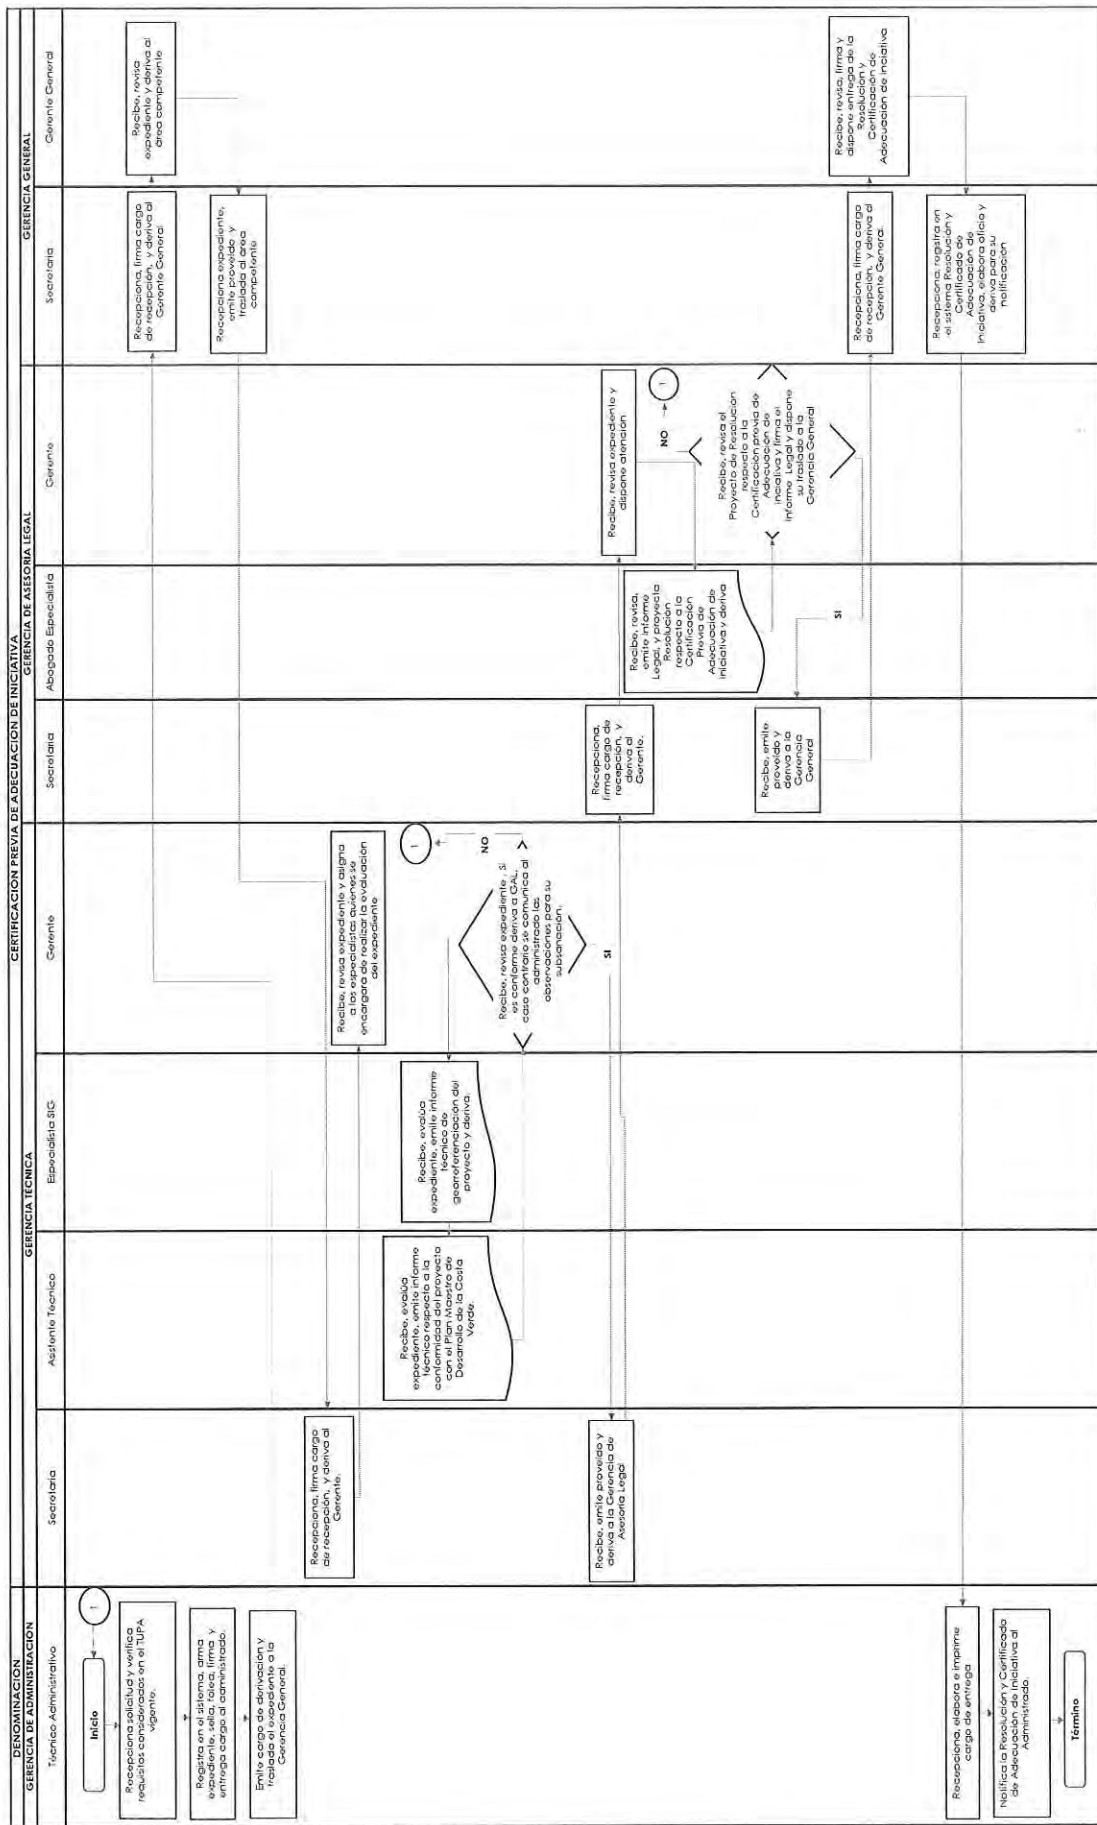 DENOMINACIÓN
CERTIFICACIÓN PREVIA DE ADECUACIÓN DE INICIATIVA
GERENCIA DE ADMINISTRACIÓN
GERENCIA TÉCNICA
GERENCIA DE ASESORIA LEGAL
GERENCIA GENERAL
Técnico Administrativo
Secretaria
Asistente Técnico
Especialista SIG
Gerente
Secretaria
Abogado Especialista
Gerente
Secretaria
Gerente General
1
Inicio
Recepciona solicitud y verifica
requisitos considerados en el TUPA
vigente.
Registra en el sistema, arma
expediente, sella, folea, firma y
entrega cargo al administrado.
Emite cargo de derivación y
traslada el expediente a la
Gerencia General.
Recepciona, firma cargo
de recepción, y deriva al
Gerente General
Recibe, revisa
expediente y deriva al
área competente
Recepciona expediente,
emite proveído y
traslada al área
competente
Recepciona, firma cargo
de recepción, y deriva al
Gerente.
Recibe, revisa expediente y asigna
a las especialistas quienes se
encargará de realizar la evaluación
del expediente
Recibe, evalúa
expediente, emite informe
técnico de
georreferenciación del
proyecto y deriva.
Recibe, evalúa
expediente, emite informe
técnico respecto a la
conformidad del proyecto
con el Plan Maestro de
Desarrollo de la Costa
Verde.
Recibe, revisa expediente, Si
es conforme deriva a GAL,
caso contrario se comunica al
administrado las
observaciones para su
subsanación.
NO
1
SI
Recibe, emite proveído y
deriva a la Gerencia de
Asesoría Legal
Recepciona,
firma cargo de
recepción, y
deriva al
Gerente.
Recibe, revisa expediente y
dispone atención
Recibe, revisa,
emite informe
Legal, y proyecta
Resolución
respecto a la
Certificación
Previa de
Adecuación de
iniciativa y deriva
Recibe, revisa el
Proyecto de Resolución
respecto a la
Certificación previa de
Adecuación de
iniciativa y firma el
Informe Legal y dispone
su traslado a la
Gerencia General
NO
1
SI
Recibe, emite
proveído y
deriva a la
Gerencia
General
Recepciona, firma cargo
de recepción, y deriva al
Gerente General.
Recibe, revisa, firma y
dispone entrega de la
Resolución y
Certificación de
Adecuación de iniciativa
Recepciona, registra en
el sistema Resolución y
Certificado de
Adecuación de
Iniciativa, elabora oficio y
deriva para su
notificación
Recepciona, elabora e imprime
cargo de entrega
Notifica la Resolución y Certificado
de Adecuación de Iniciativa al
Administrado.
Término